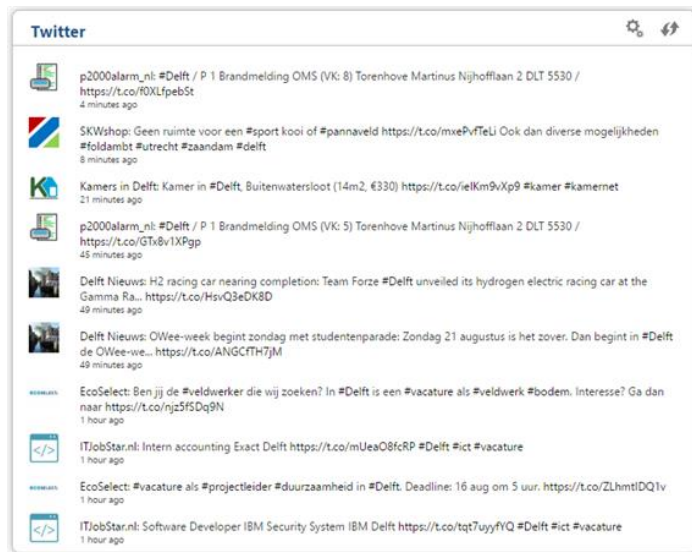 Twitter
p2000alarm_nl: #Delft / P 1 Brandmelding OMS (VK: 8) Torenhove Martinus Nijhofflaan 2 DLT 5530 /
https://t.co/f0XLfpebSt
4 minutes ago
SKWshop: Geen ruimte voor een #sport kooi of #pannaveld https://t.co/mxePvfTeLi Ook dan diverse mogelijkheden
#foldambt #utrecht #zaandam #delft
8 minutes ago
Kamers in Delft: Kamer in #Delft, Buitenwatersloot (14m2, €330) https://t.co/ielKm9vXp9 #kamer #kamernet
21 minutes ago
p2000alarm_nl: #Delft / P 1 Brandmelding OMS (VK: 5) Torenhove Martinus Nijhofflaan 2 DLT 5530 /
https://t.co/GTx8v1XPgp
45 minutes ago
Delft Nieuws: H2 racing car nearing completion: Team Forze #Delft unveiled its hydrogen electric racing car at the
Gamma Ra... https://t.co/HsvQ3eDK8D
49 minutes ago
Delft Nieuws: OWee-week begint zondag met studentenparade: Zondag 21 augustus is het zover. Dan begint in #Delft
de OWee-we... https://t.co/ANGCfTH7jM
49 minutes ago
EcoSelect: Ben jij de #veldwerker die wij zoeken? In #Delft is een #vacature als #veldwerk #bodem. Interesse? Ga dan
naar https://t.co/njz5fSDq9N
1 hour ago
ITJobStar.nl: Intern accounting Exact Delft https://t.co/mUeaO8fcRP #Delft #ict #vacature
1 hour ago
EcoSelect: #vacature als #projectleider #duurzaamheid in #Delft. Deadline: 16 aug om 5 uur. https://t.co/ZLhmtIDQ1v
1 hour ago
ITJobStar.nl: Software Developer IBM Security System IBM Delft https://t.co/tqt7uyyfYQ #Delft #ict #vacature
1 hour ago